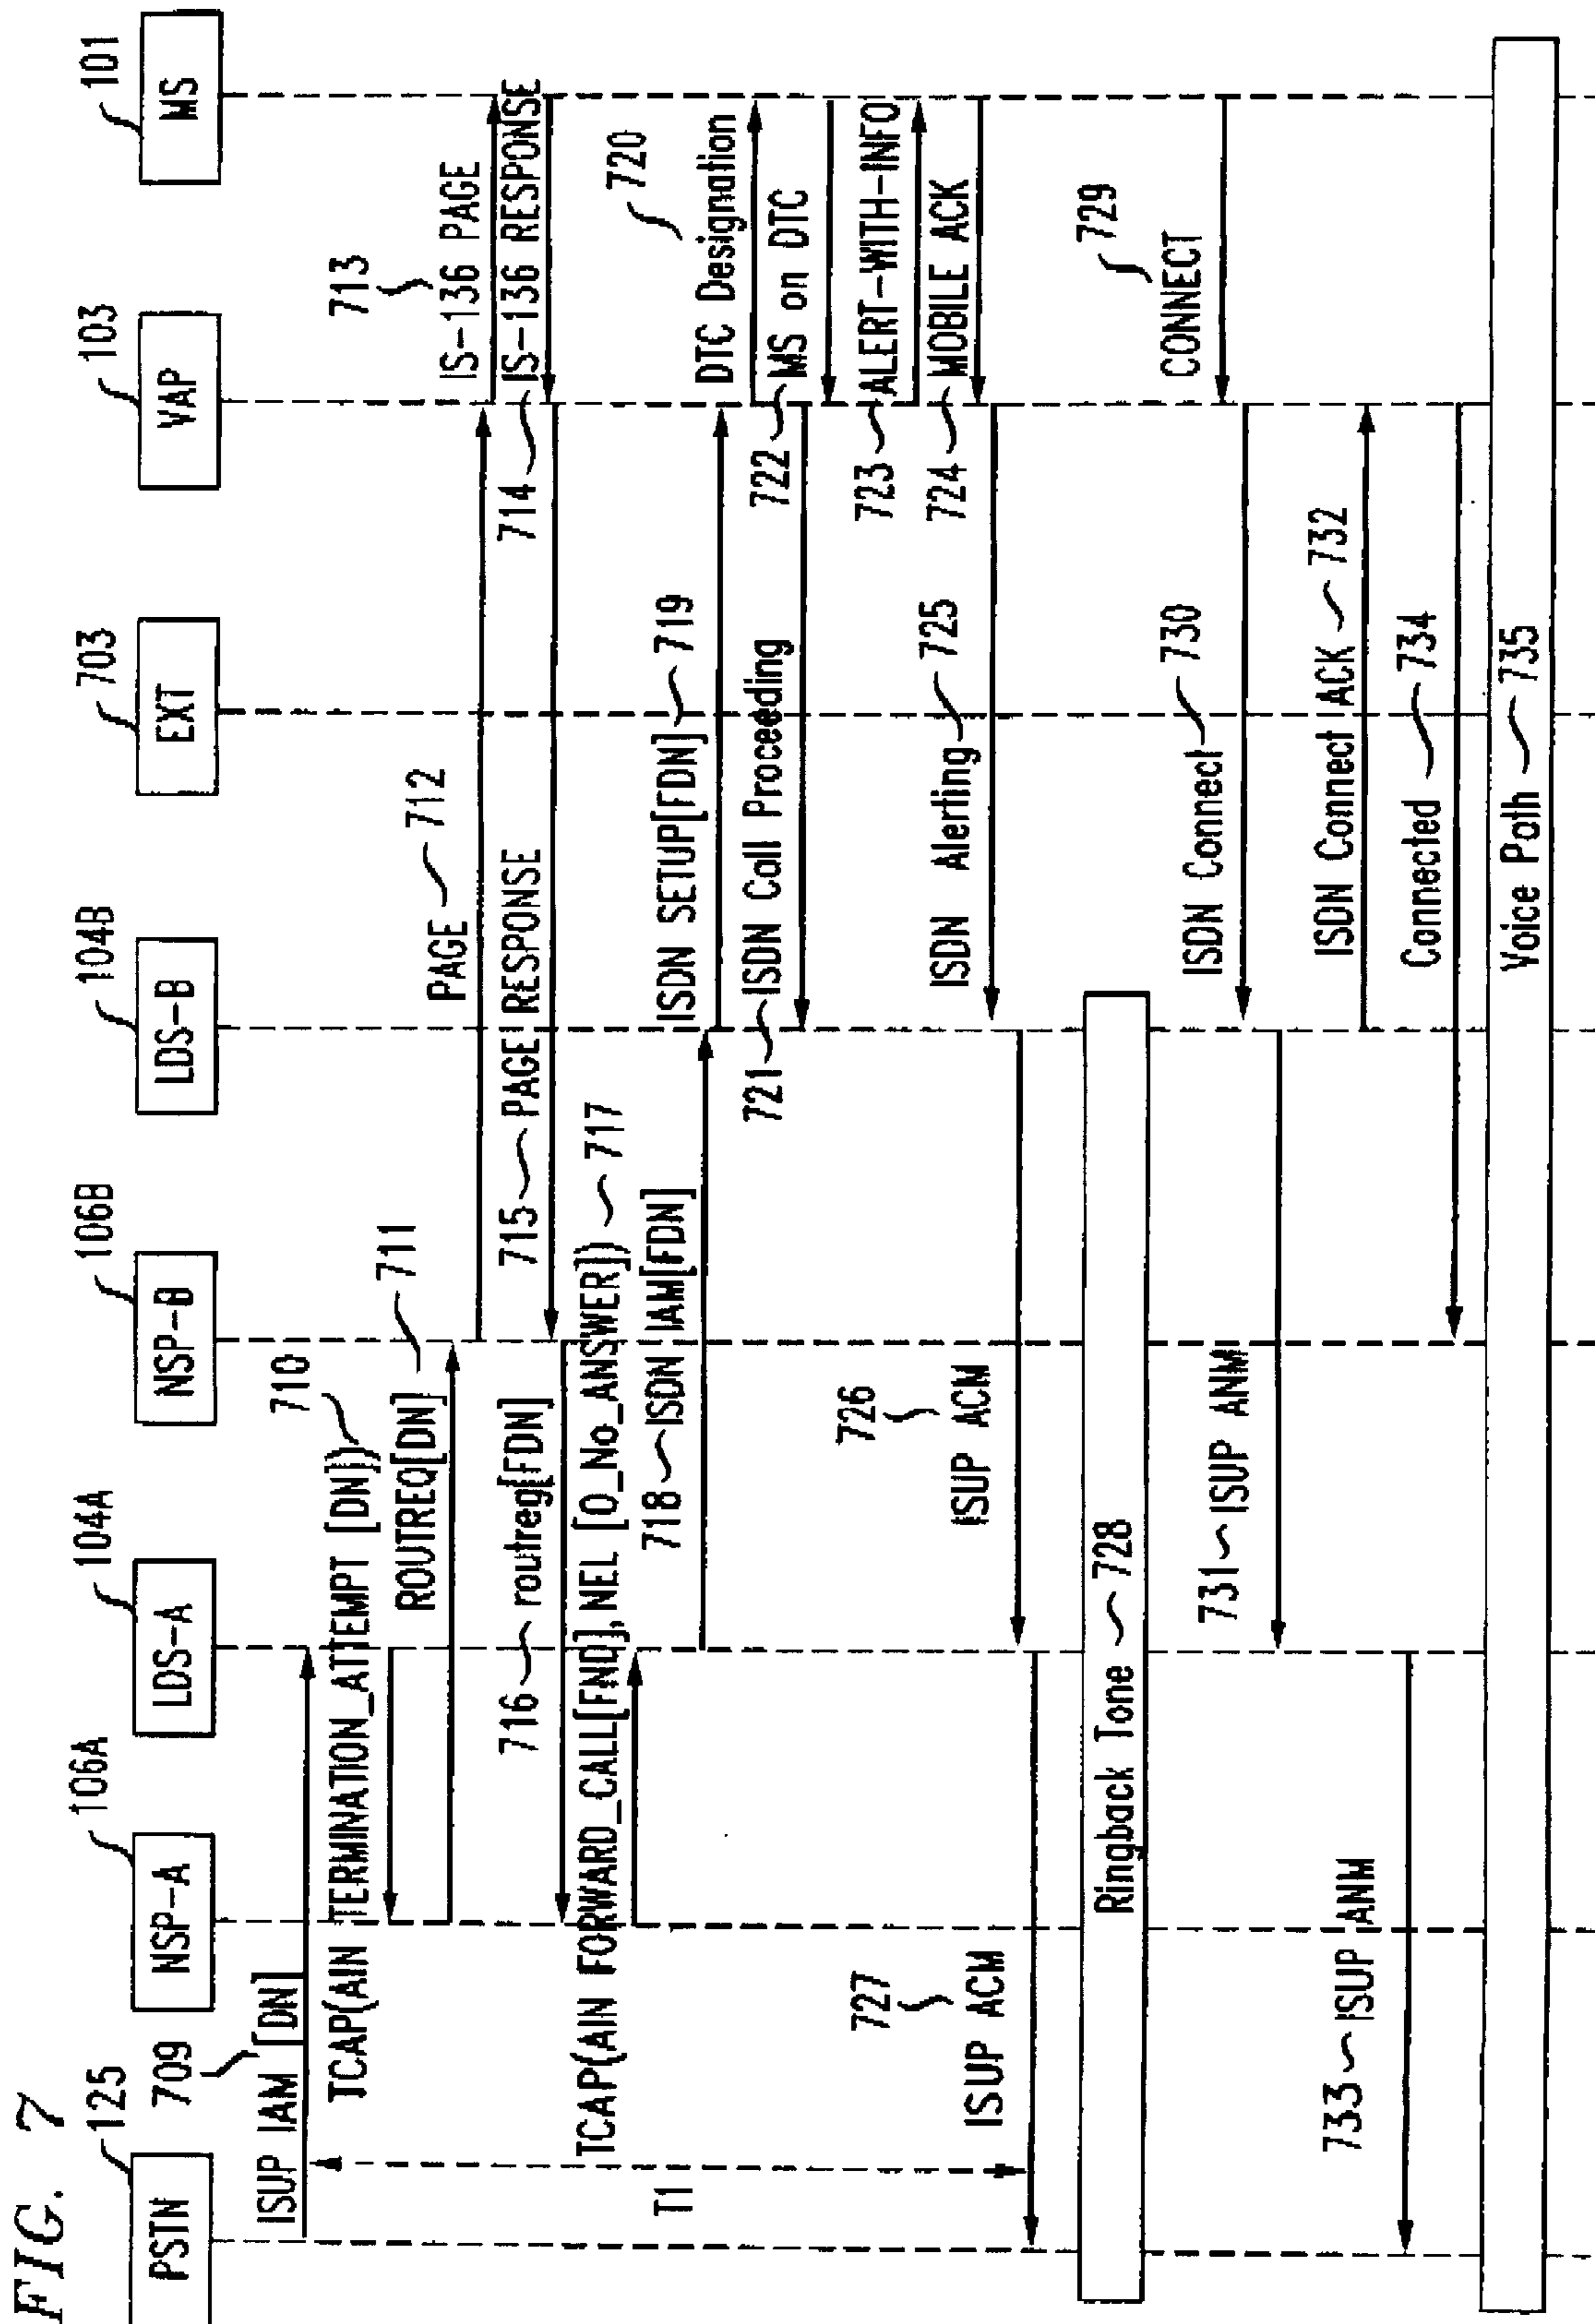 FIG. 7
125
106A
104A
106B
104B
703
103
101
PSTN
NSP-A
LDS-A
NSP-B
LDS-B
EXT
VAP
MS
709
ISUP IAM [DN]
TCAP(AIN TERMINATION_ATTEMPT [DN])
710
ROUTREQ[DN]
711
PAGE 712
713
IS-136 PAGE
714 IS-136 RESPONSE
715 PAGE RESPONSE
716 routreg[FDN]
TCAP(AIN FORWARD_CALL[FND],NEL [O_No_ANSWER]) 717
718 ISDN IAM[FDN]
ISDN SETUP[FDN] 719
720
DTC Designation
721 ISDN Call Proceeding
722 MS on DTC
723 ALERT-WITH-INFO
724 MOBILE ACK
ISDN Alerting 725
726
ISUP ACM
727
ISUP ACM
T1
Ringback Tone 728
729
CONNECT
ISDN Connect 730
731 ISUP ANM
ISDN Connect ACK 732
733 ISUP ANM
Connected 734
Voice Path 735